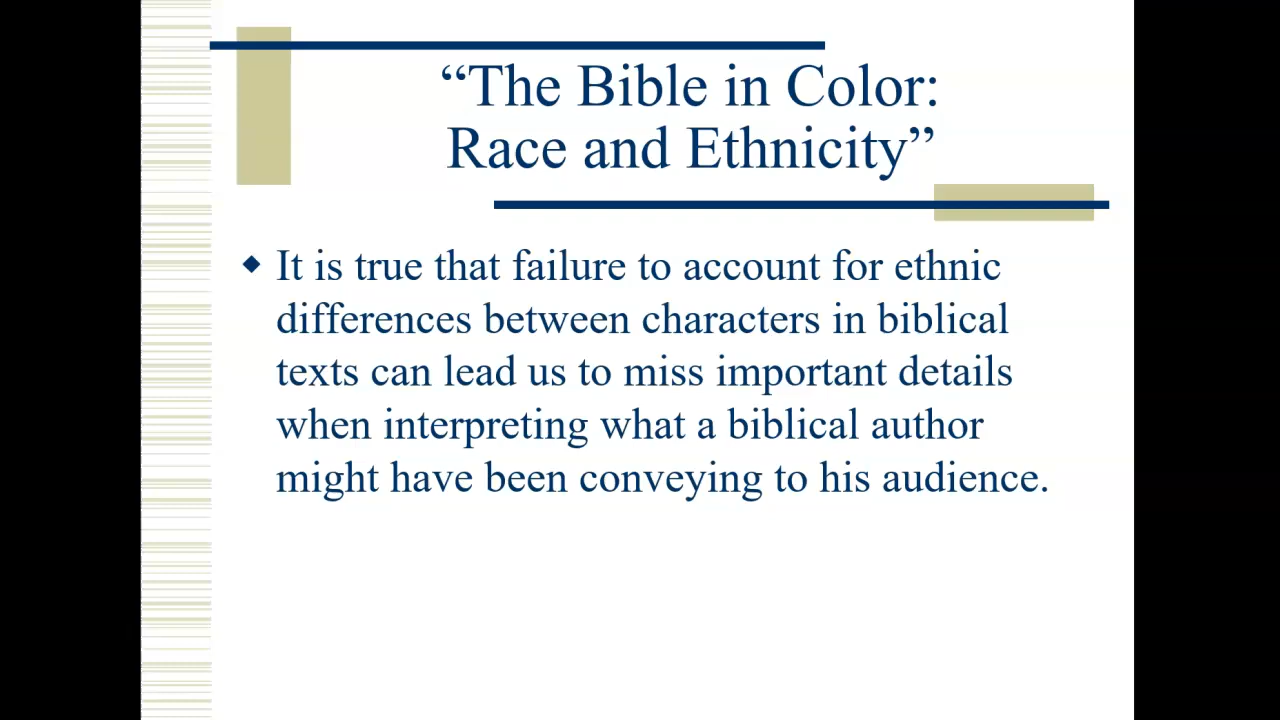 “The Bible in Color:
Race and Ethnicity”
It is true that failure to account for ethnic
differences between characters in biblical
texts can lead us to miss important details
when interpreting what a biblical author
might have been conveying to his audience.